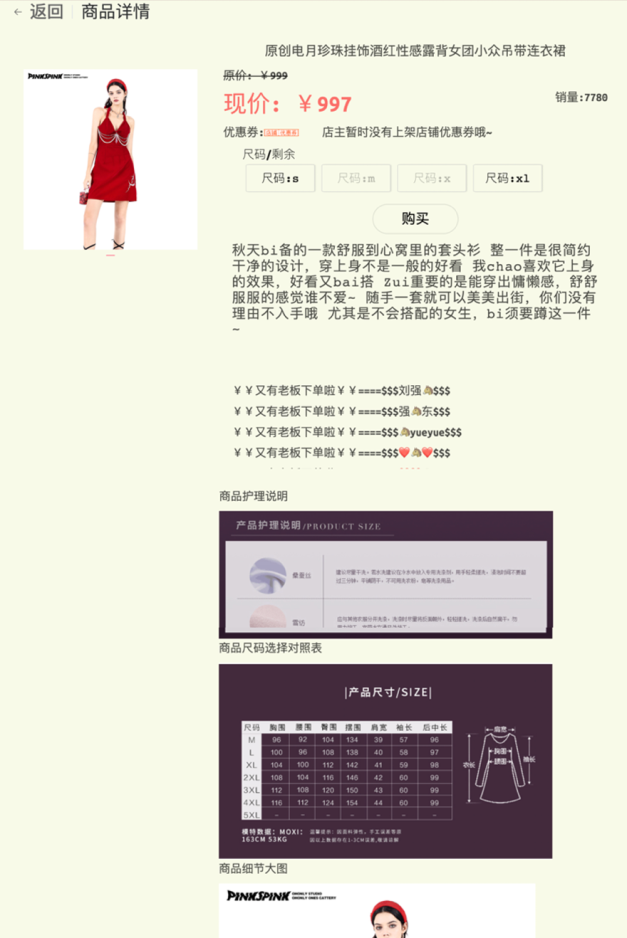 ← 返回 商品详情
原创电月珍珠挂饰酒红性感露背女团小众吊带连衣裙
PINKSPINK
原价: ￥999
现价: ￥997
销量:7780
优惠券: 店主暂时没有上架店铺优惠券哦~
尺码/剩余
尺码:s 尺码:m 尺码:x 尺码:xl
购买
秋天bi备的一款舒服到心窝里的套头衫 整一件是很简约
干净的设计，穿上身不是一般的好看 我chao喜欢它上身
的效果，好看又bai搭 Zui重要的是能穿出慵懒感，舒舒
服服的感觉谁不爱~ 随手一套就可以美美出街，你们没有
理由不入手哦 尤其是不会搭配的女生，bi须要蹲这一件
~
￥￥又有老板下单啦￥￥====$$$刘强🐴$$$
￥￥又有老板下单啦￥￥====$$$强🐴东$$$
￥￥又有老板下单啦￥￥====$$$🐴yueyue$$$
￥￥又有老板下单啦￥￥====$$$❤️🐴❤️$$$
商品护理说明
产品护理说明/PRODUCT SIZE
雪纺
商品尺码选择对照表
|产品尺寸/SIZE|
尺码 胸围 腰围 臀围 摆围 肩宽 袖长 后中长
M 96 92 104 134 39 57 96
L 100 96 108 138 40 58 97
XL 104 100 112 142 41 59 98
2XL 108 104 116 146 42 60 99
3XL 112 108 120 150 43 60 99
4XL 116 112 124 154 44 60 99
5XL – – – – – – –
肩宽
胸围
腰围
袖长
模特数据: MOXI:
163CM 53KG
商品细节大图
PINKSPINK